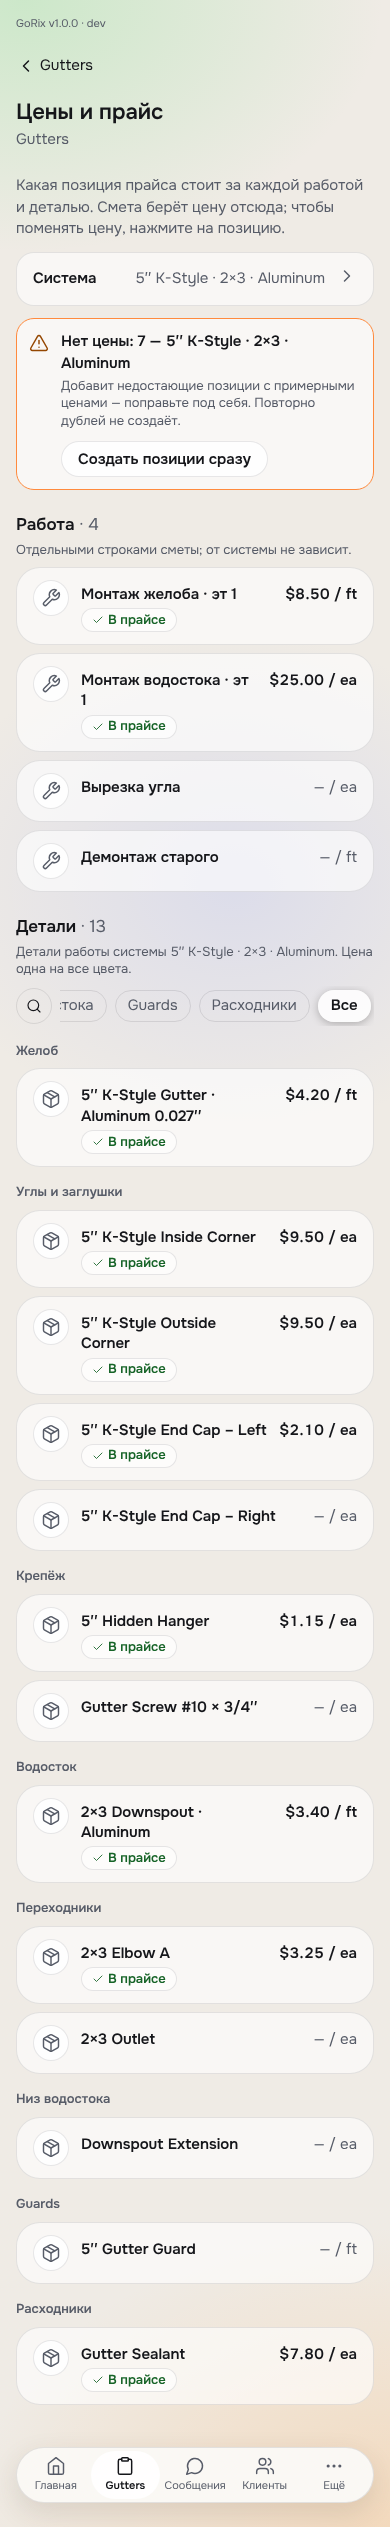 GoRix v1.0.0 · dev
Gutters
Цены и прайс
Gutters
Какая позиция прайса стоит за каждой работой
и деталью. Смета берёт цену отсюда; чтобы
поменять цену, нажмите на позицию.
Система 5″ K-Style · 2×3 · Aluminum
Нет цены: 7 — 5″ K-Style · 2×3 ·
Aluminum
Добавит недостающие позиции с примерными
ценами — поправьте под себя. Повторно
дублей не создаёт.
Создать позиции сразу
Работа · 4
Отдельными строками сметы; от системы не зависит.
Монтаж желоба · эт 1 $8.50 / ft
В прайсе
Монтаж водостока · эт $25.00 / ea
1
В прайсе
Вырезка угла — / ea
Демонтаж старого — / ft
Детали · 13
Детали работы системы 5″ K-Style · 2×3 · Aluminum. Цена
одна на все цвета.
стока Guards Расходники Все
Желоб
5″ K-Style Gutter · $4.20 / ft
Aluminum 0.027″
В прайсе
Углы и заглушки
5″ K-Style Inside Corner $9.50 / ea
В прайсе
5″ K-Style Outside $9.50 / ea
Corner
В прайсе
5″ K-Style End Cap – Left $2.10 / ea
В прайсе
5″ K-Style End Cap – Right — / ea
Крепёж
5″ Hidden Hanger $1.15 / ea
В прайсе
Gutter Screw #10 × 3/4″ — / ea
Водосток
2×3 Downspout · $3.40 / ft
Aluminum
В прайсе
Переходники
2×3 Elbow A $3.25 / ea
В прайсе
2×3 Outlet — / ea
Низ водостока
Downspout Extension — / ea
Guards
5″ Gutter Guard — / ft
Расходники
Gutter Sealant $7.80 / ea
В прайсе
Главная Gutters Сообщения Клиенты Ещё